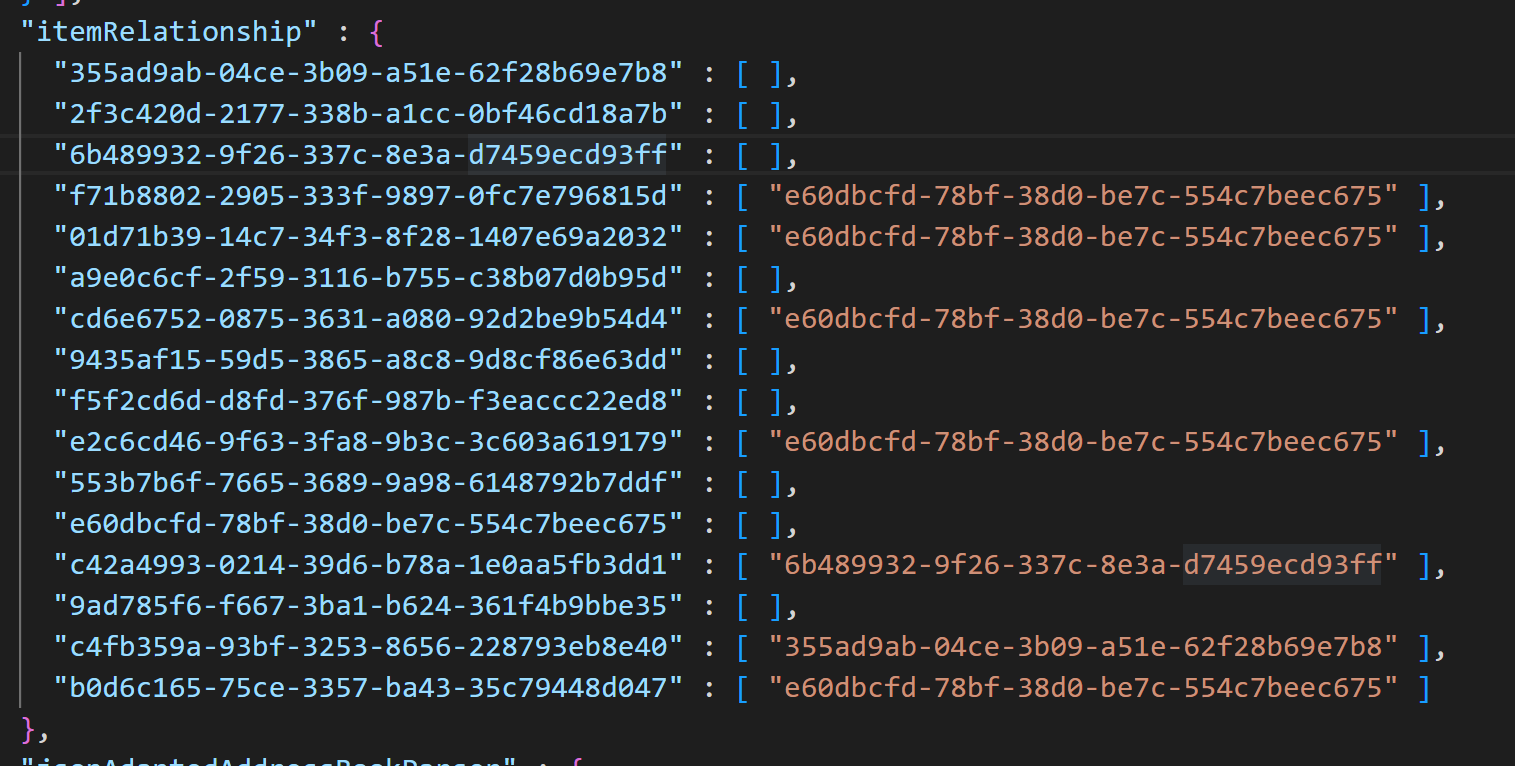 "itemRelationship" : {
"355ad9ab-04ce-3b09-a51e-62f28b69e7b8" : [ ],
"2f3c420d-2177-338b-a1cc-0bf46cd18a7b" : [ ],
"6b489932-9f26-337c-8e3a-d7459ecd93ff" : [ ],
"f71b8802-2905-333f-9897-0fc7e796815d" : [ "e60dbcfd-78bf-38d0-be7c-554c7beec675" ],
"01d71b39-14c7-34f3-8f28-1407e69a2032" : [ "e60dbcfd-78bf-38d0-be7c-554c7beec675" ],
"a9e0c6cf-2f59-3116-b755-c38b07d0b95d" : [ ],
"cd6e6752-0875-3631-a080-92d2be9b54d4" : [ "e60dbcfd-78bf-38d0-be7c-554c7beec675" ],
"9435af15-59d5-3865-a8c8-9d8cf86e63dd" : [ ],
"f5f2cd6d-d8fd-376f-987b-f3eaccc22ed8" : [ ],
"e2c6cd46-9f63-3fa8-9b3c-3c603a619179" : [ "e60dbcfd-78bf-38d0-be7c-554c7beec675" ],
"553b7b6f-7665-3689-9a98-6148792b7ddf" : [ ],
"e60dbcfd-78bf-38d0-be7c-554c7beec675" : [ ],
"c42a4993-0214-39d6-b78a-1e0aa5fb3dd1" : [ "6b489932-9f26-337c-8e3a-d7459ecd93ff" ],
"9ad785f6-f667-3ba1-b624-361f4b9bbe35" : [ ],
"c4fb359a-93bf-3253-8656-228793eb8e40" : [ "355ad9ab-04ce-3b09-a51e-62f28b69e7b8" ],
"b0d6c165-75ce-3357-ba43-35c79448d047" : [ "e60dbcfd-78bf-38d0-be7c-554c7beec675" ]
},